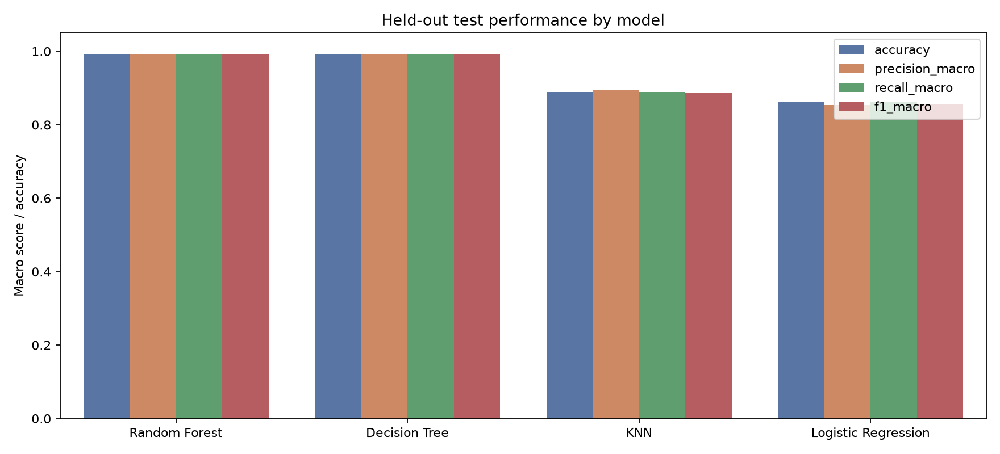 Held-out test performance by model
Macro score / accuracy
1.0
0.8
0.6
0.4
0.2
0.0
accuracy
precision_macro
recall_macro
f1_macro
Random Forest
Decision Tree
KNN
Logistic Regression